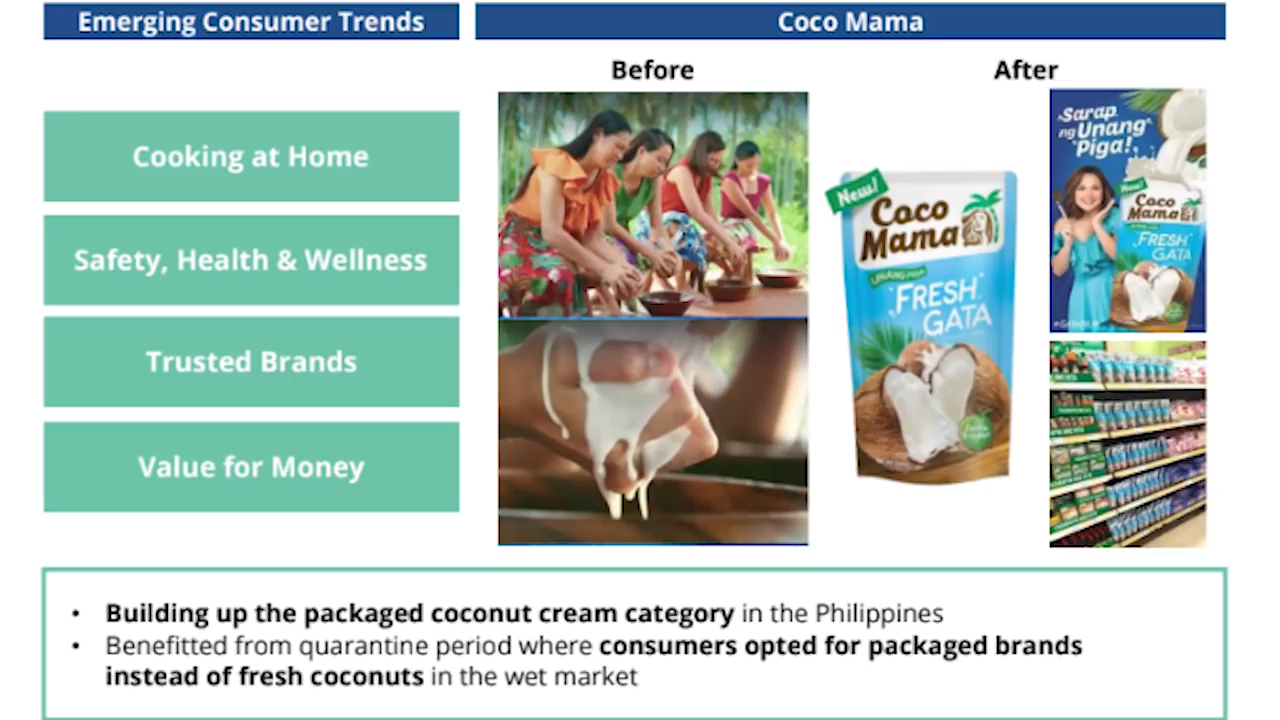 Emerging Consumer Trends
Coco Mama
Before
After
Cooking at Home
Safety, Health & Wellness
Trusted Brands
Value for Money
New!
Coco
Mama
UNANG PIGA
FRESH
GATA
Sarap
ng Unang
Piga!
New!
Coco
Mama
FRESH
GATA
• Building up the packaged coconut cream category in the Philippines
• Benefitted from quarantine period where consumers opted for packaged brands
instead of fresh coconuts in the wet market